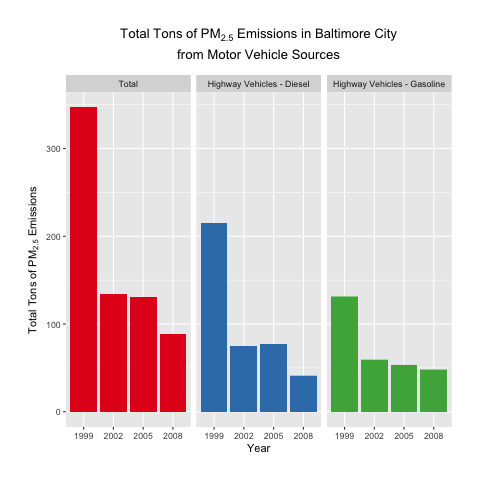 Total Tons of PM2.5 Emissions in Baltimore City
from Motor Vehicle Sources
Total
Highway Vehicles - Diesel
Highway Vehicles - Gasoline
Total Tons of PM2.5 Emissions
300
200
100
0
1999 2002 2005 2008
1999 2002 2005 2008
1999 2002 2005 2008
Year